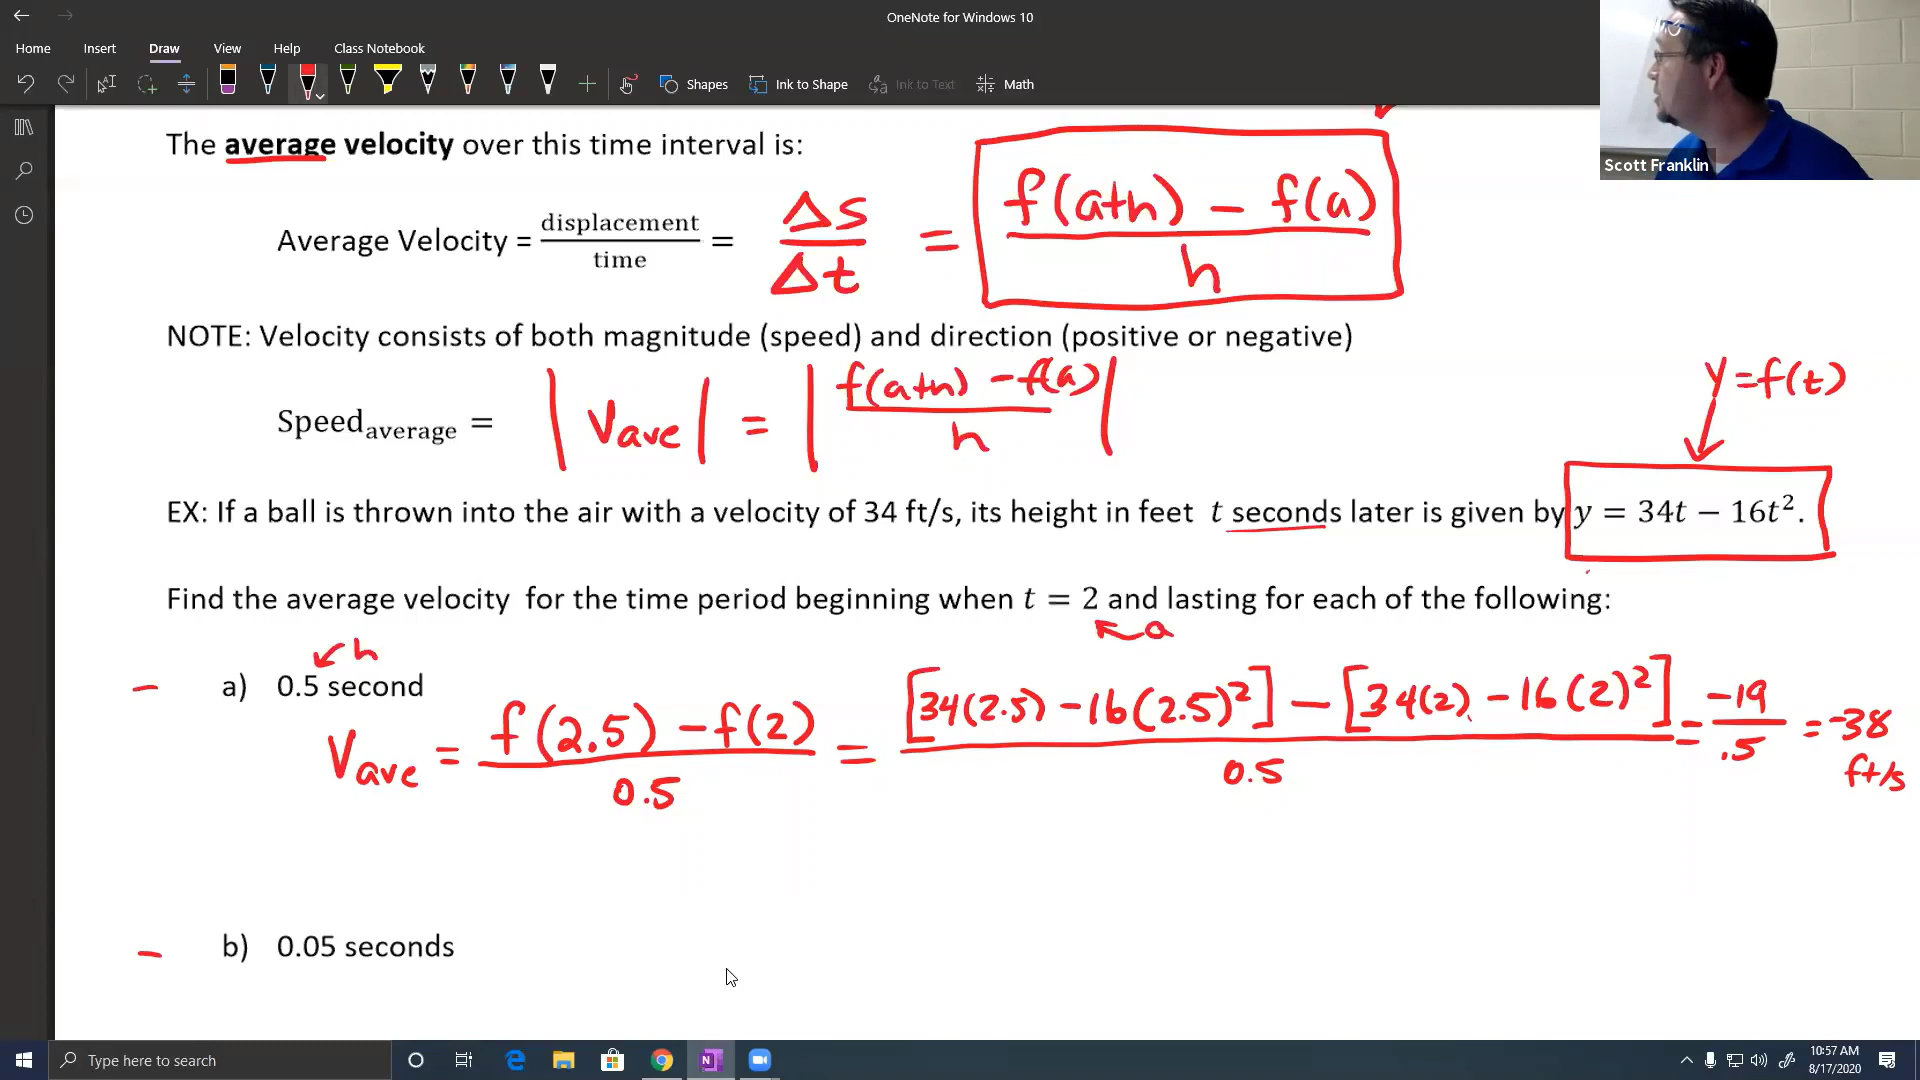 OneNote for Windows 10
Home Insert Draw View Help Class Notebook
Shapes Ink to Shape Ink to Text Math
Scott Franklin
The average velocity over this time interval is:
Average Velocity = displacement/time = Δs/Δt = f(a+h) - f(a)/h
NOTE: Velocity consists of both magnitude (speed) and direction (positive or negative)
Speedaverage = |Vave| = |f(a+h) - f(a)/h|
y = f(t)
EX: If a ball is thrown into the air with a velocity of 34 ft/s, its height in feet t seconds later is given by y = 34t − 16t².
Find the average velocity for the time period beginning when t = 2 and lasting for each of the following:
a
h
- a) 0.5 second
Vave = f(2.5) - f(2)/0.5 = [34(2.5) - 16(2.5)²] - [34(2) - 16(2)²]/0.5 = -19/.5 = -38 ft/s
- b) 0.05 seconds
Type here to search
10:57 AM
8/17/2020